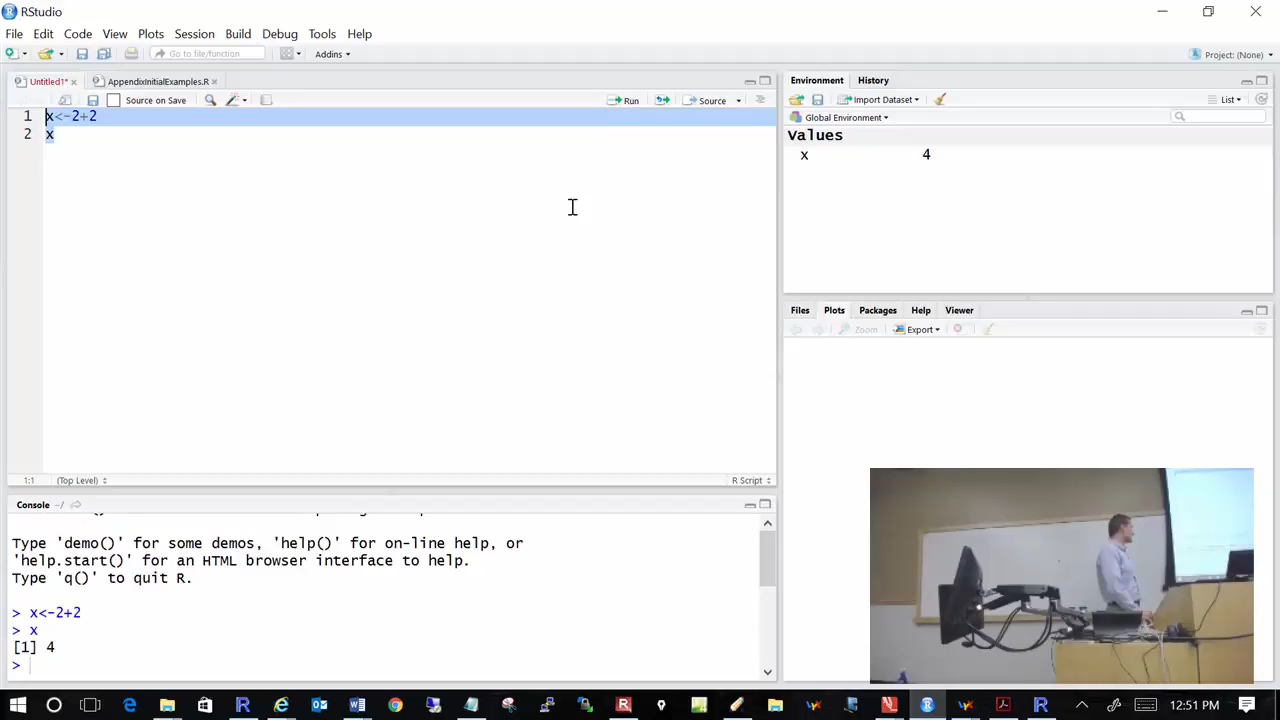 RStudio
File Edit Code View Plots Session Build Debug Tools Help
Go to file/function Addins Project: (None)
Untitled1* AppendixInitialExamples.R
Source on Save Run Source
1 x<-2+2
2 x
1:1 (Top Level) R Script
Console ~/
Type 'demo()' for some demos, 'help()' for on-line help, or
'help.start()' for an HTML browser interface to help.
Type 'q()' to quit R.
> x<-2+2
> x
[1] 4
>
Environment History
Import Dataset List
Global Environment
Values
x 4
Files Plots Packages Help Viewer
Zoom Export
12:51 PM